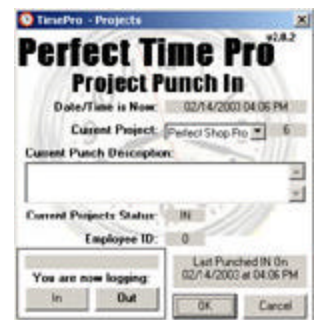 TimePro - Projects
Perfect Time Pro
v2.0.2
Project Punch In
Date/Time is Now: 02/14/2003 04:06 PM
Current Project: Perfect Shop Pro 6
Current Punch Description:
Current Projects Status: IN
Employee ID: 0
You are now logging:
In Out
Last Punched IN On
02/14/2003 at 04:06 PM
OK Cancel